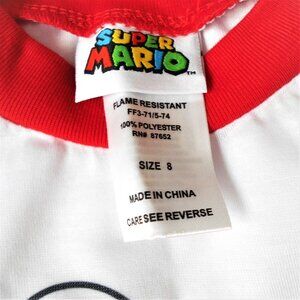 SUPER
MARIO
TM
FLAME RESISTANT
FF3-71/5-74
100% POLYESTER
RN# 87652
SIZE 8
MADE IN CHINA
CARE SEE REVERSE